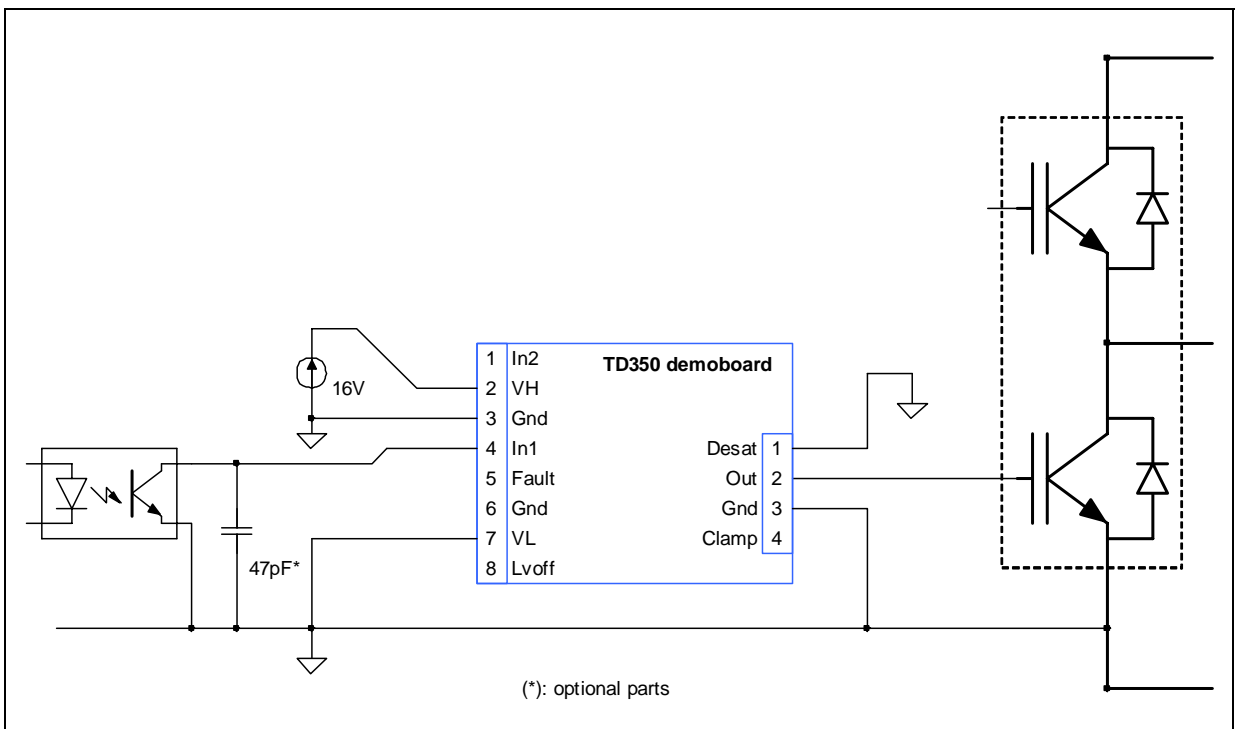 TD350 demoboard
1 In2
2 VH
3 Gnd
4 In1
5 Fault
6 Gnd
7 VL
8 Lvoff
Desat 1
Out 2
Gnd 3
Clamp 4
16V
47pF*
(*): optional parts